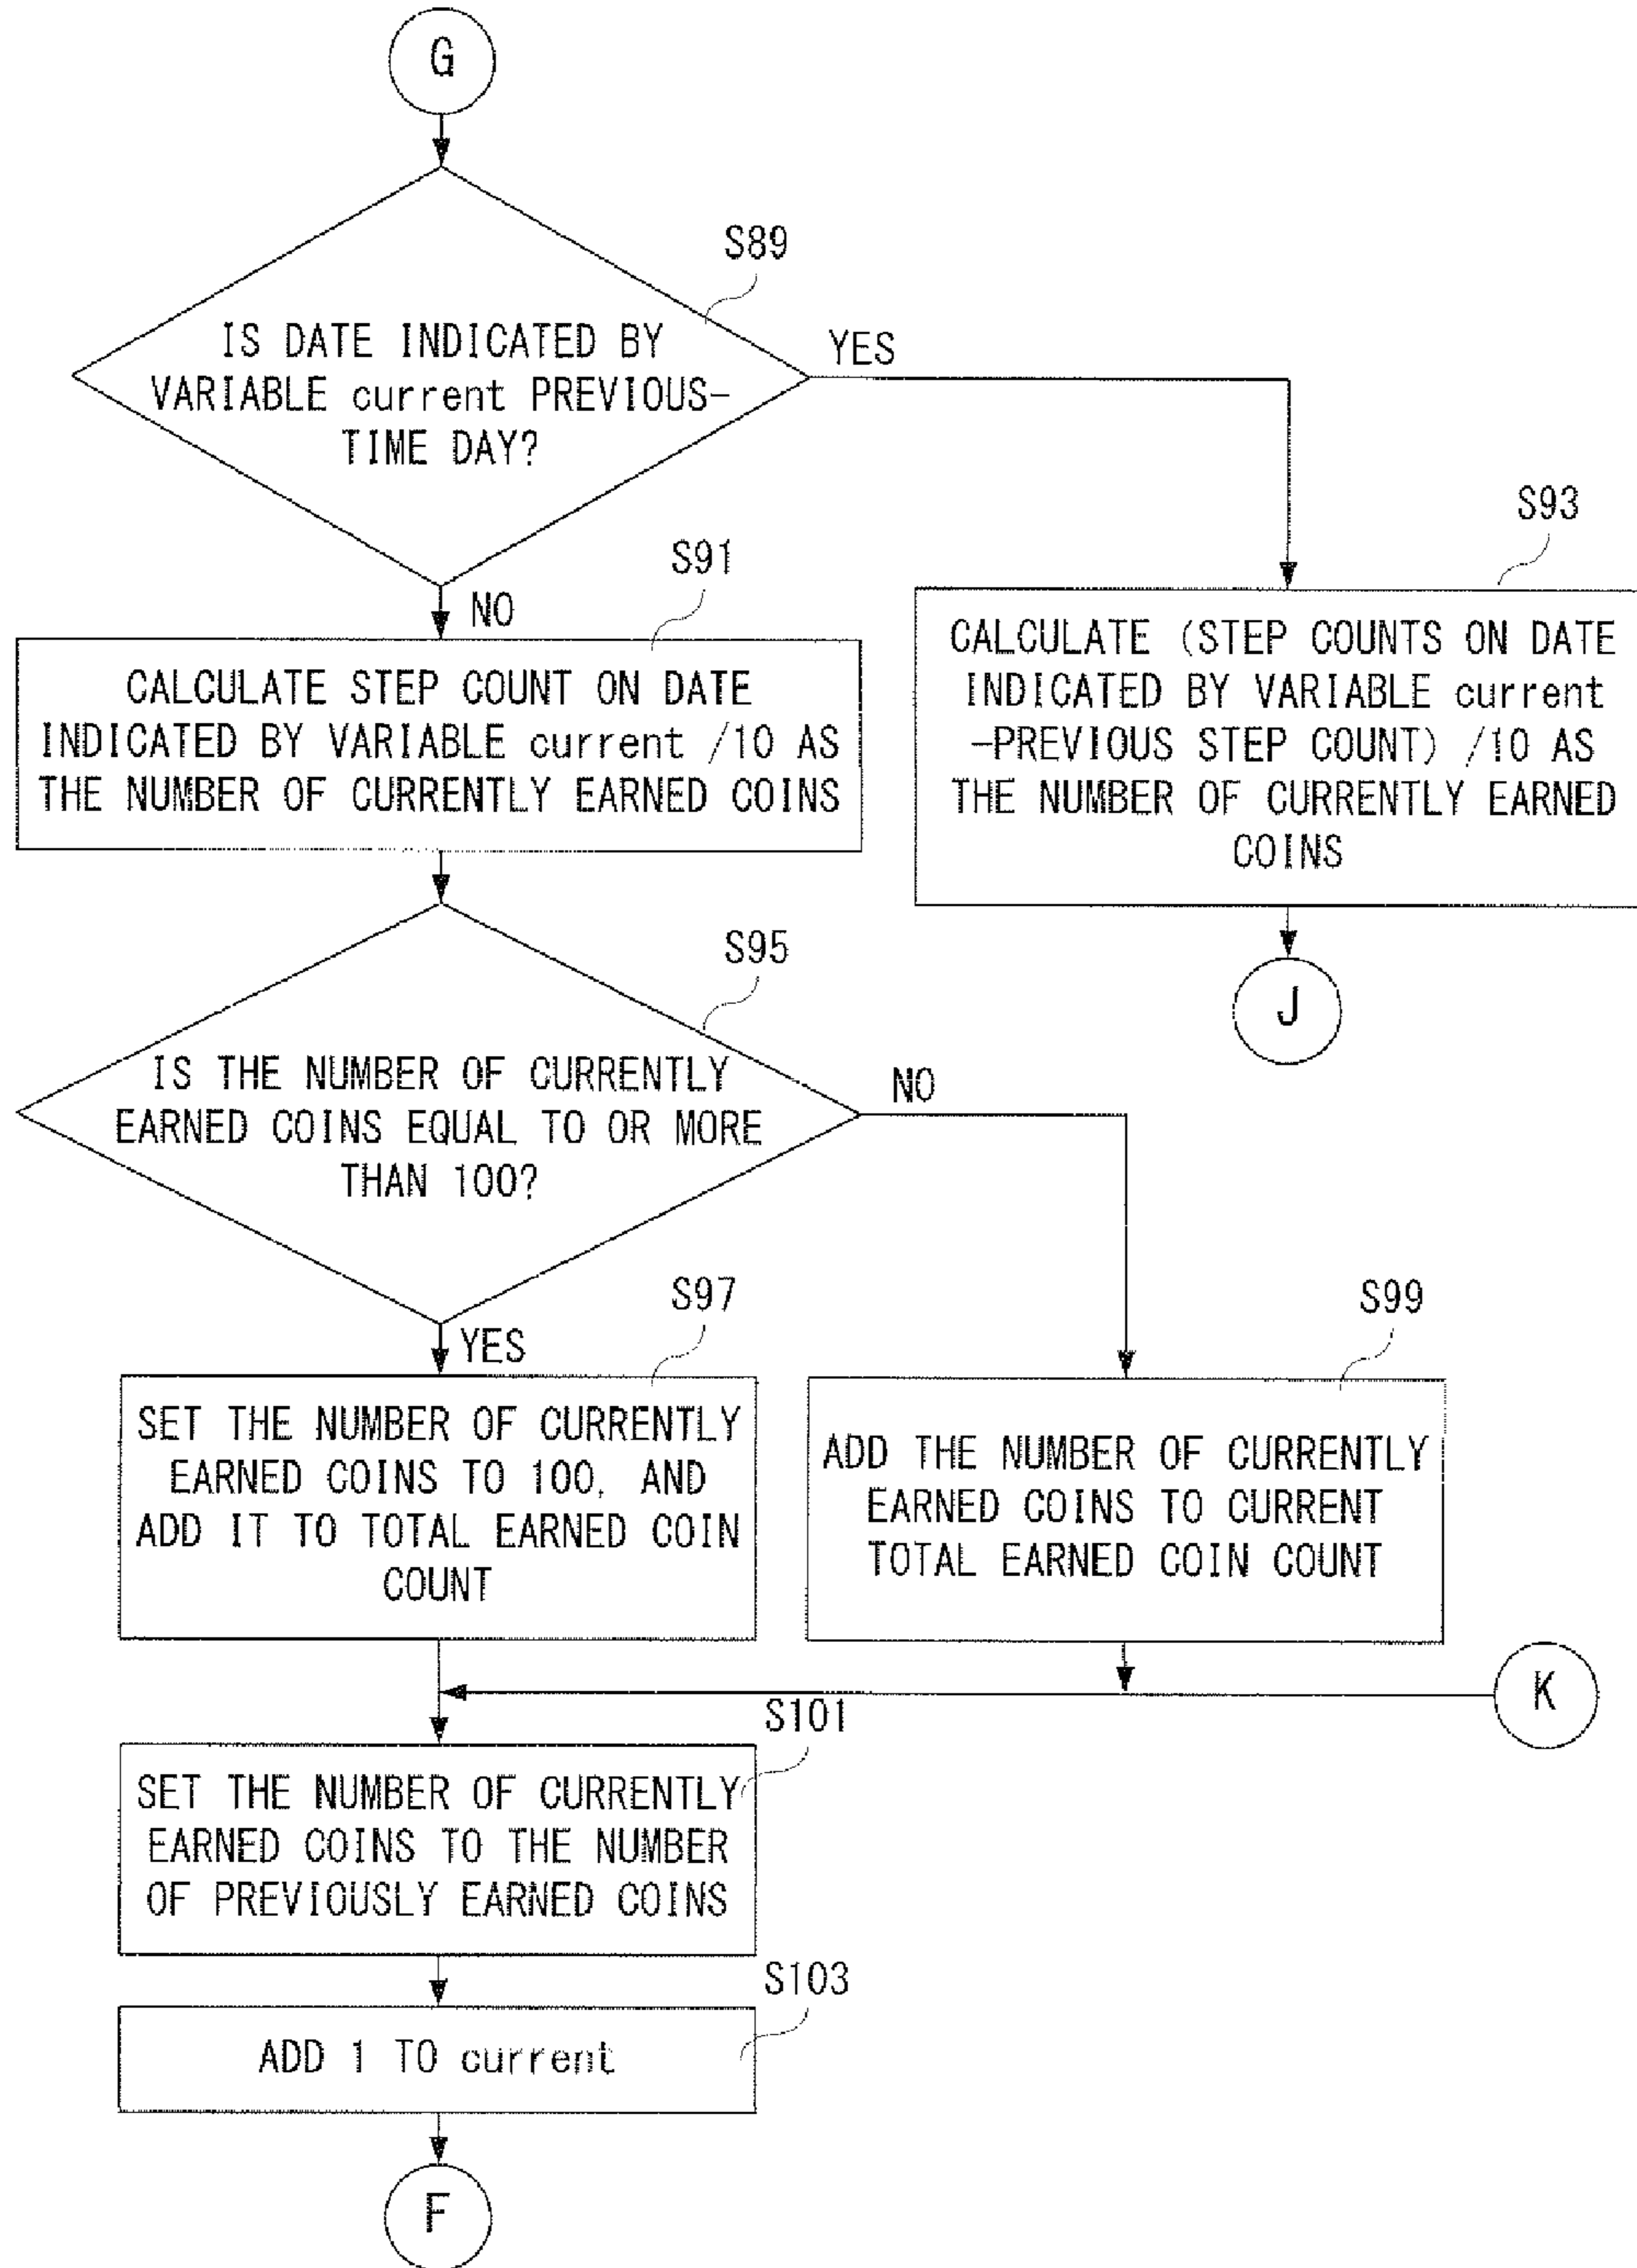 G
S89
IS DATE INDICATED BY
VARIABLE current PREVIOUS-
TIME DAY?
YES
NO
S91
CALCULATE STEP COUNT ON DATE
INDICATED BY VARIABLE current /10 AS
THE NUMBER OF CURRENTLY EARNED COINS
S93
CALCULATE (STEP COUNTS ON DATE
INDICATED BY VARIABLE current
-PREVIOUS STEP COUNT) /10 AS
THE NUMBER OF CURRENTLY EARNED
COINS
J
S95
IS THE NUMBER OF CURRENTLY
EARNED COINS EQUAL TO OR MORE
THAN 100?
NO
YES
S97
SET THE NUMBER OF CURRENTLY
EARNED COINS TO 100, AND
ADD IT TO TOTAL EARNED COIN
COUNT
S99
ADD THE NUMBER OF CURRENTLY
EARNED COINS TO CURRENT
TOTAL EARNED COIN COUNT
K
S101
SET THE NUMBER OF CURRENTLY
EARNED COINS TO THE NUMBER
OF PREVIOUSLY EARNED COINS
S103
ADD 1 TO current
F